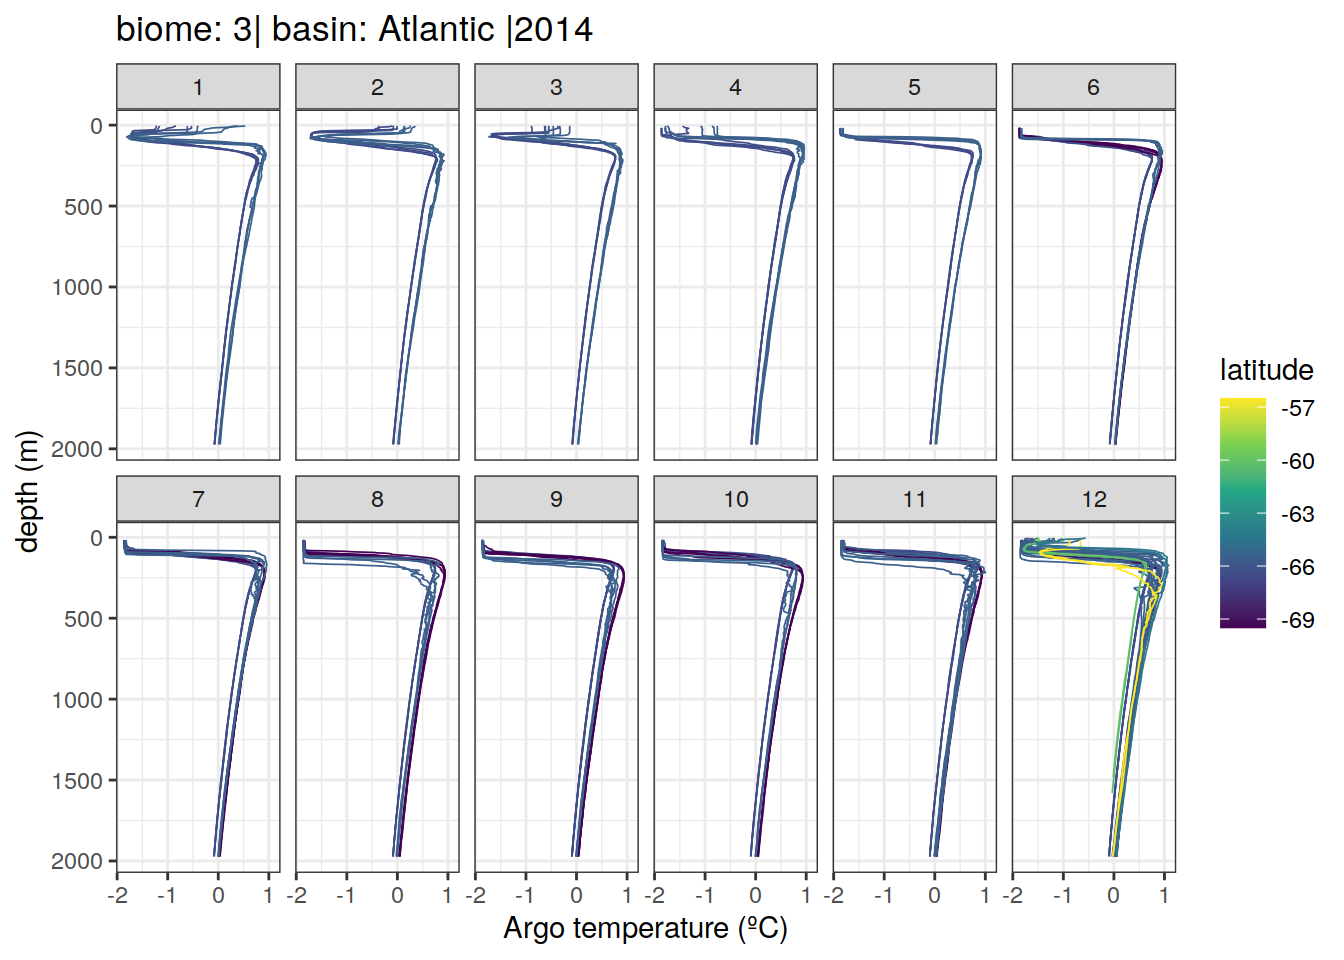 biome: 3| basin: Atlantic |2014
1 2 3 4 5 6
0
500
1000
1500
2000
7 8 9 10 11 12
0
500
1000
1500
2000
-2 -1 0 1 -2 -1 0 1 -2 -1 0 1 -2 -1 0 1 -2 -1 0 1 -2 -1 0 1
Argo temperature (ºC)
depth (m)
latitude
-57
-60
-63
-66
-69